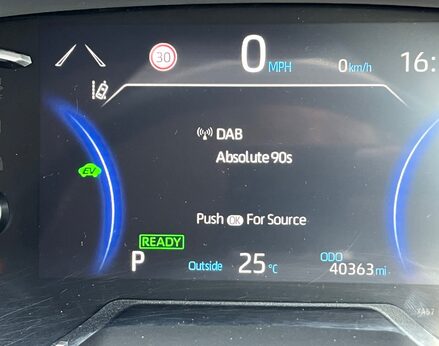 30 0 MPH 0 km/h 16:
DAB
Absolute 90s
EV
Push OK For Source
READY
P Outside 25 °C ODO
40363 mi